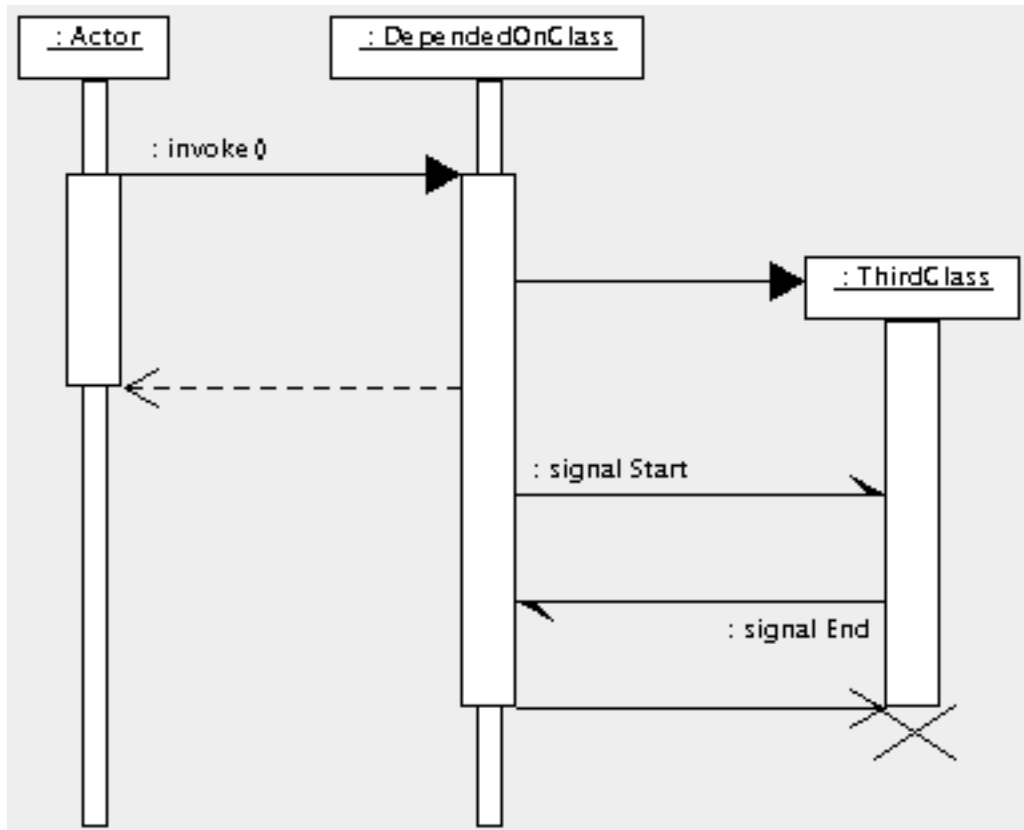 : Actor
: DependedOnClass
: invoke()
: ThirdClass
: signal Start
: signal End